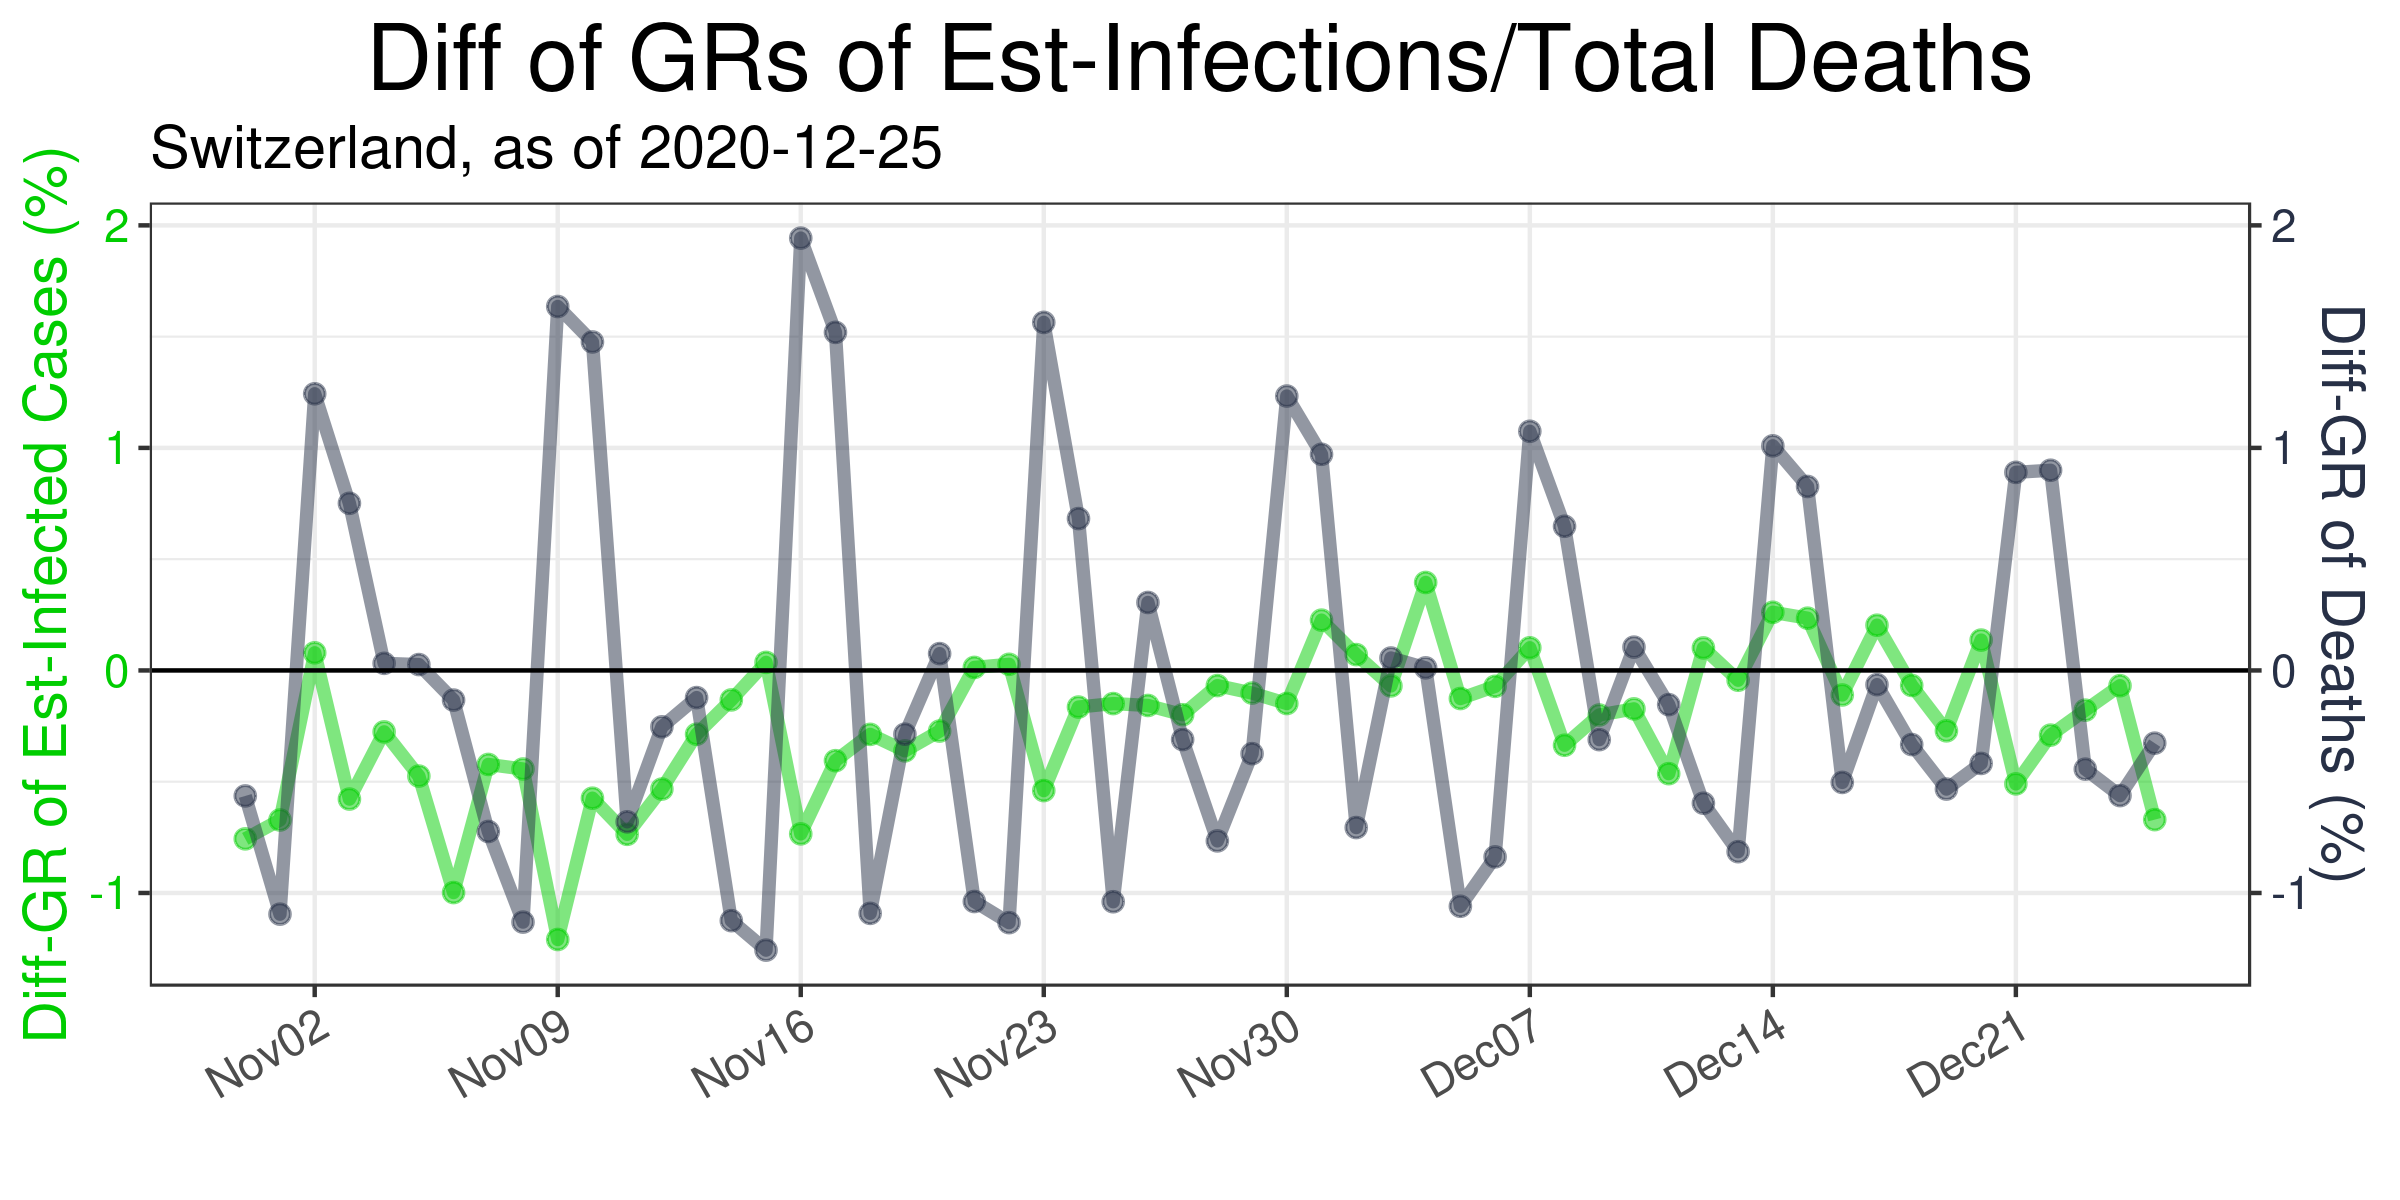 Diff of GRs of Est-Infections/Total Deaths
Switzerland, as of 2020-12-25
Diff-GR of Est-Infected Cases (%)
2
1
0
-1
2
1
0
-1
Diff-GR of Deaths (%)
Nov02
Nov09
Nov16
Nov23
Nov30
Dec07
Dec14
Dec21